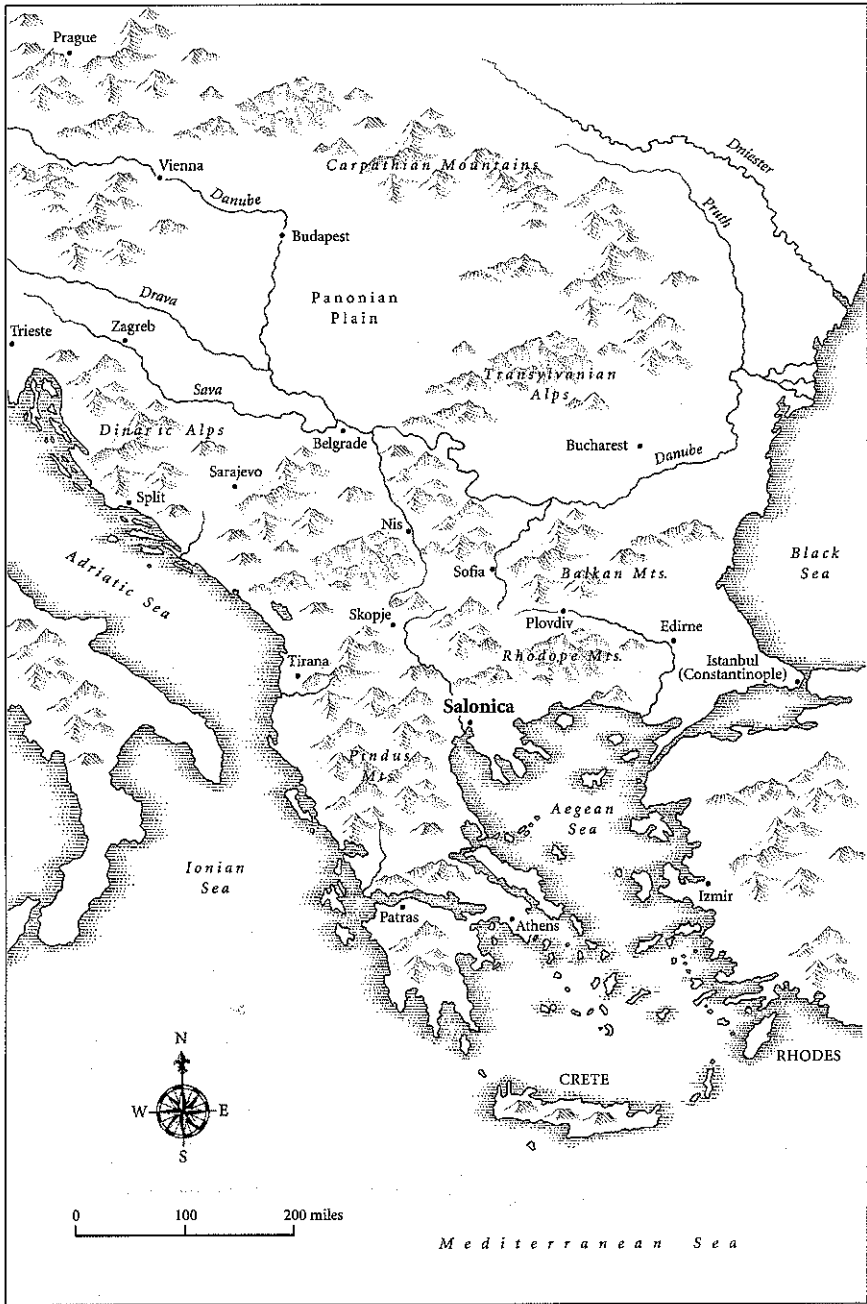 Prague
Carpathian Mountains
Dniester
Vienna
Danube
Pruth
Budapest
Drava
Panonian
Plain
Trieste
Zagreb
Transylvanian
Alps
Sava
Dinaric Alps
Belgrade
Bucharest
Danube
Sarajevo
Split
Nis
Adriatic Sea
Sofia
Balkan Mts.
Black
Sea
Skopje
Plovdiv
Edirne
Rhodope Mts.
Tirana
Istanbul
(Constantinople)
Salonica
Pindus
Mts.
Aegean
Sea
Ionian
Sea
Izmir
Patras
Athens
N
W
E
S
CRETE
RHODES
0
100
200 miles
Mediterranean Sea